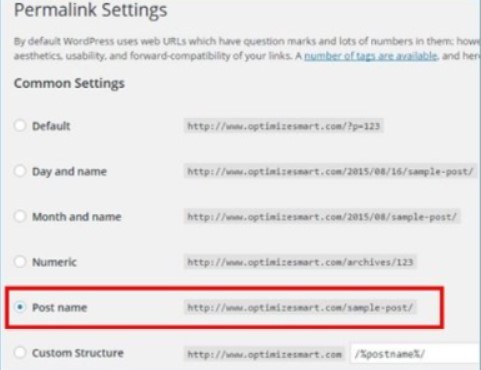 Permalink Settings
By default WordPress uses web URLs which have question marks and lots of numbers in them; howe
aesthetics, usability, and forward-compatibility of your links. A number of tags are available, and her
Common Settings
Default http://www.optimizesmart.com/?p=123
Day and name http://www.optimizesmart.com/2015/08/16/sample-post/
Month and name http://www.optimizesmart.com/2015/08/sample-post/
Numeric http://www.optimizesmart.com/archives/123
Post name http://www.optimizesmart.com/sample-post/
Custom Structure http://www.optimizesmart.com /%postname%/